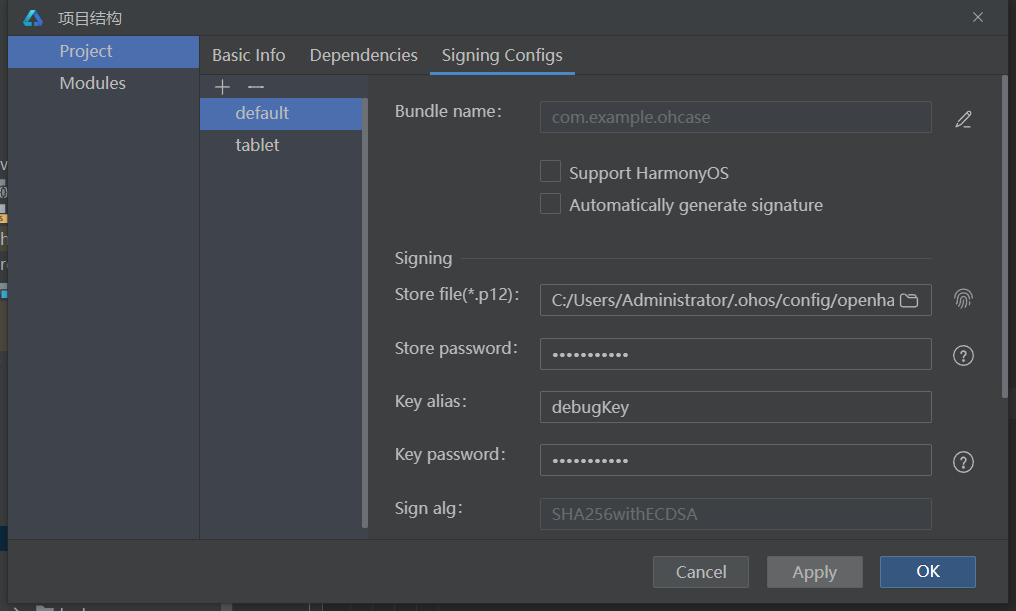 项目结构
Project
Modules
Basic Info Dependencies Signing Configs
default
tablet
Bundle name:
com.example.ohcase
Support HarmonyOS
Automatically generate signature
Signing
Store file(*.p12):
C:/Users/Administrator/.ohos/config/openha
Store password:
•••••••••••
Key alias:
debugKey
Key password:
•••••••••••
Sign alg:
SHA256withECDSA
Cancel Apply OK